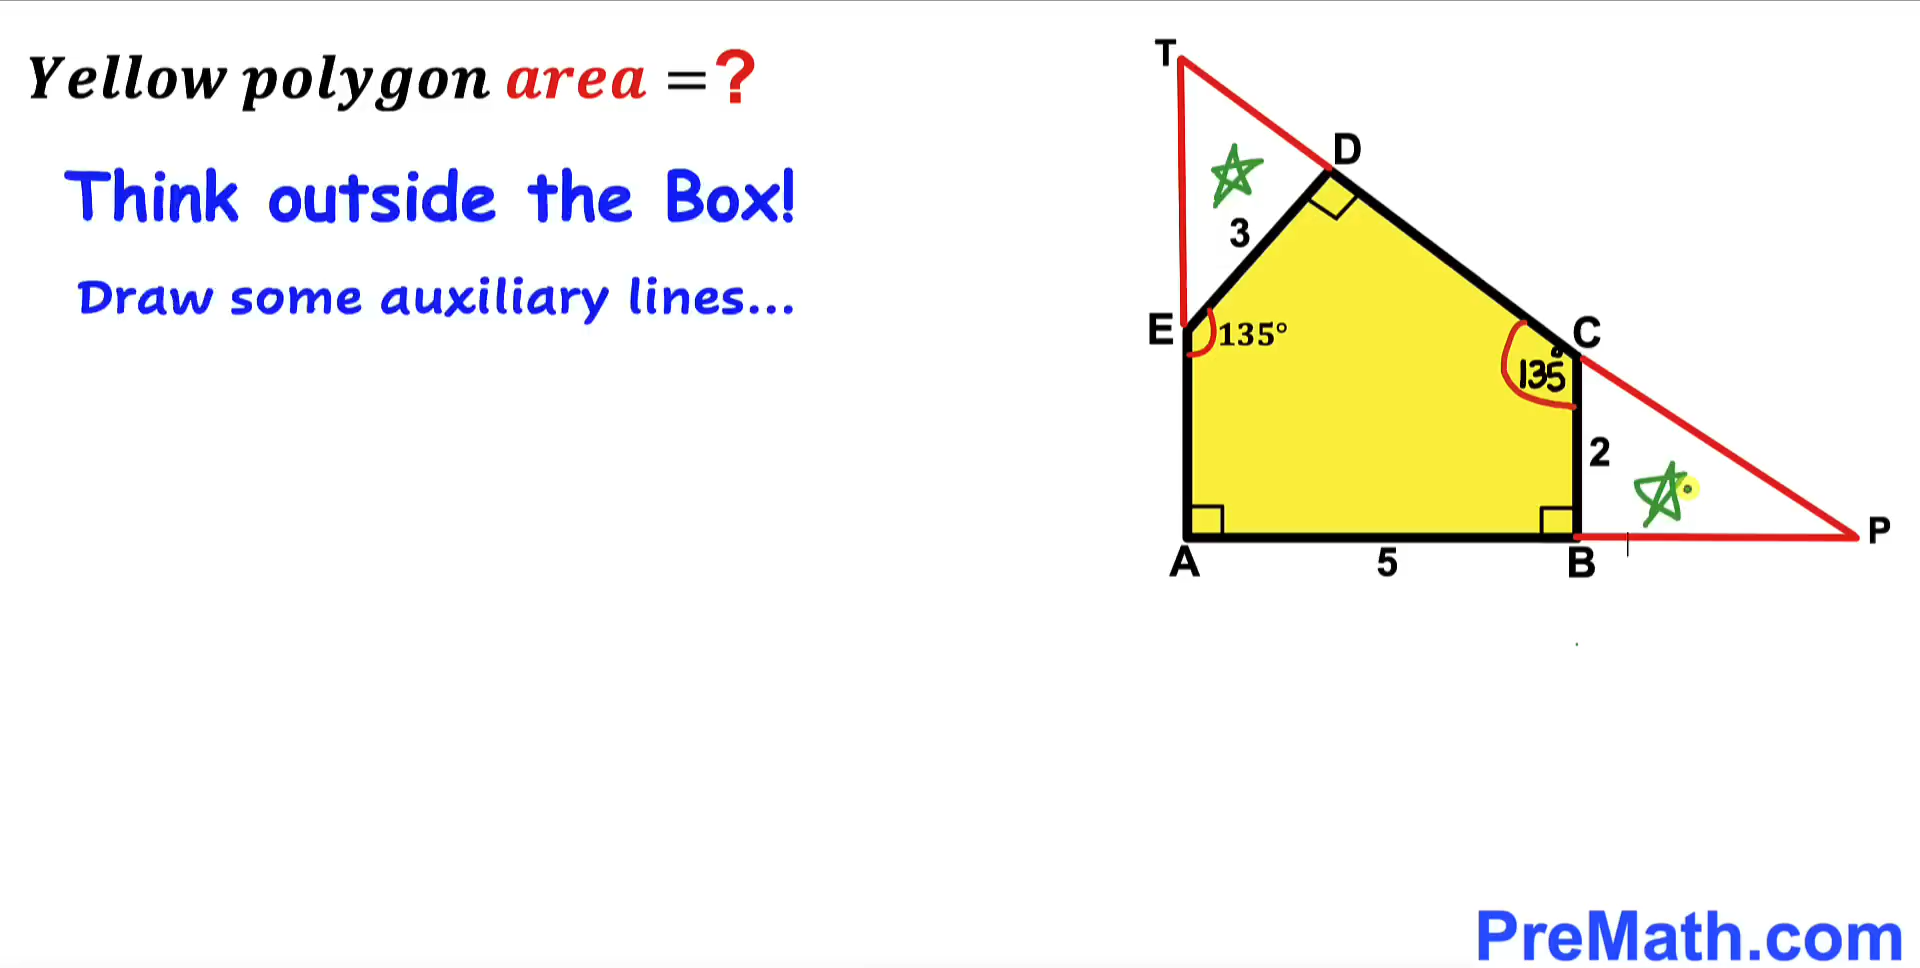 Yellow polygon area =?
Think outside the Box!
Draw some auxiliary lines...
T
D
3
E
135°
C
135°
2
P
A
5
B
PreMath.com